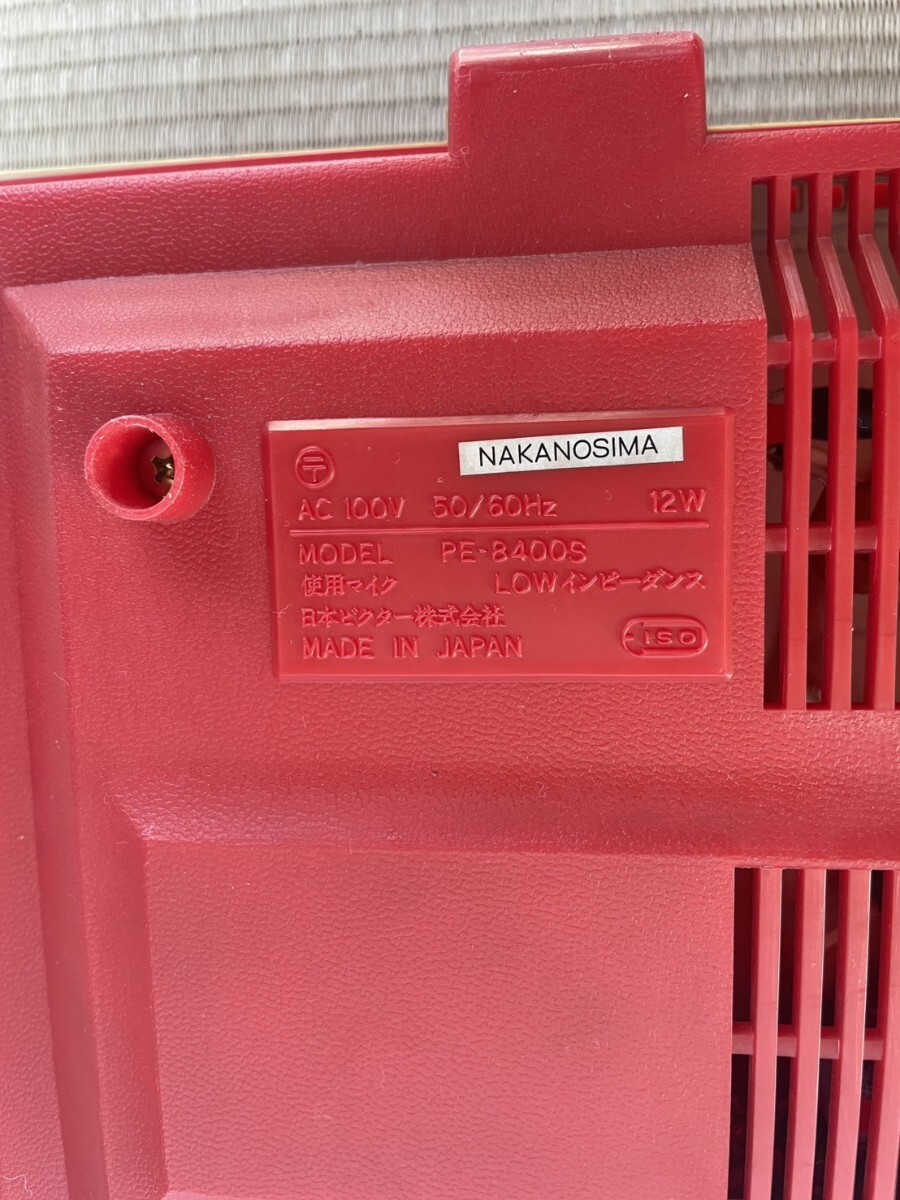 NAKANOSIMA
〒
AC 100V 50/60Hz 12W
MODEL PE-8400S
使用マイク LOWインピーダンス
日本ビクター株式会社
MADE IN JAPAN
ISO